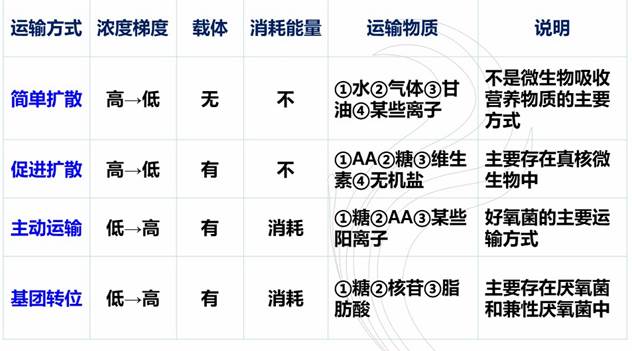 运输方式 浓度梯度 载体 消耗能量 运输物质 说明
简单扩散 高→低 无 不 ①水②气体③甘油④某些离子 不是微生物吸收营养物质的主要方式
促进扩散 高→低 有 不 ①AA②糖③维生素④无机盐 主要存在真核微生物中
主动运输 低→高 有 消耗 ①糖②AA③某些阳离子 好氧菌的主要运输方式
基团转位 低→高 有 消耗 ①糖②核苷③脂肪酸 主要存在厌氧菌和兼性厌氧菌中